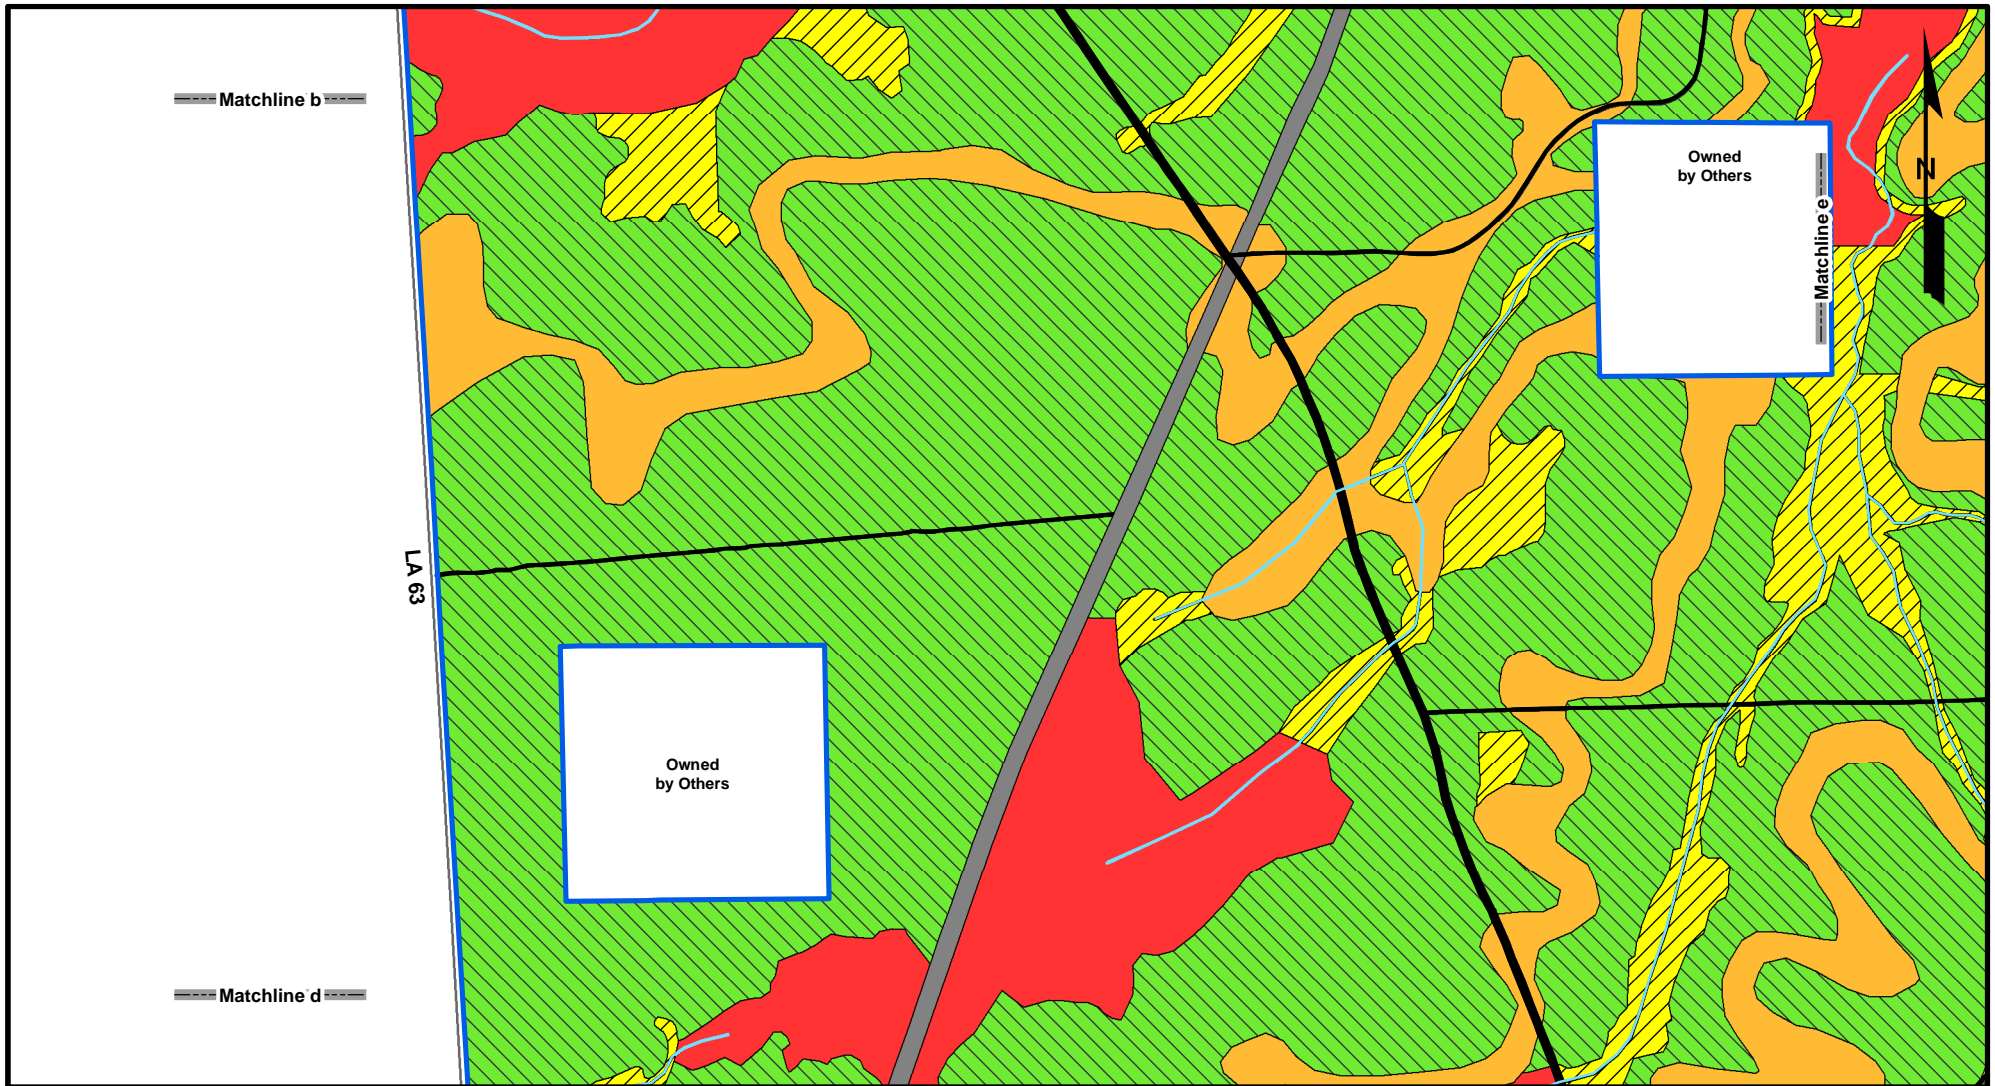 Matchline b
Owned
by Others
N
Matchline e
LA 63
Owned
by Others
Matchline d